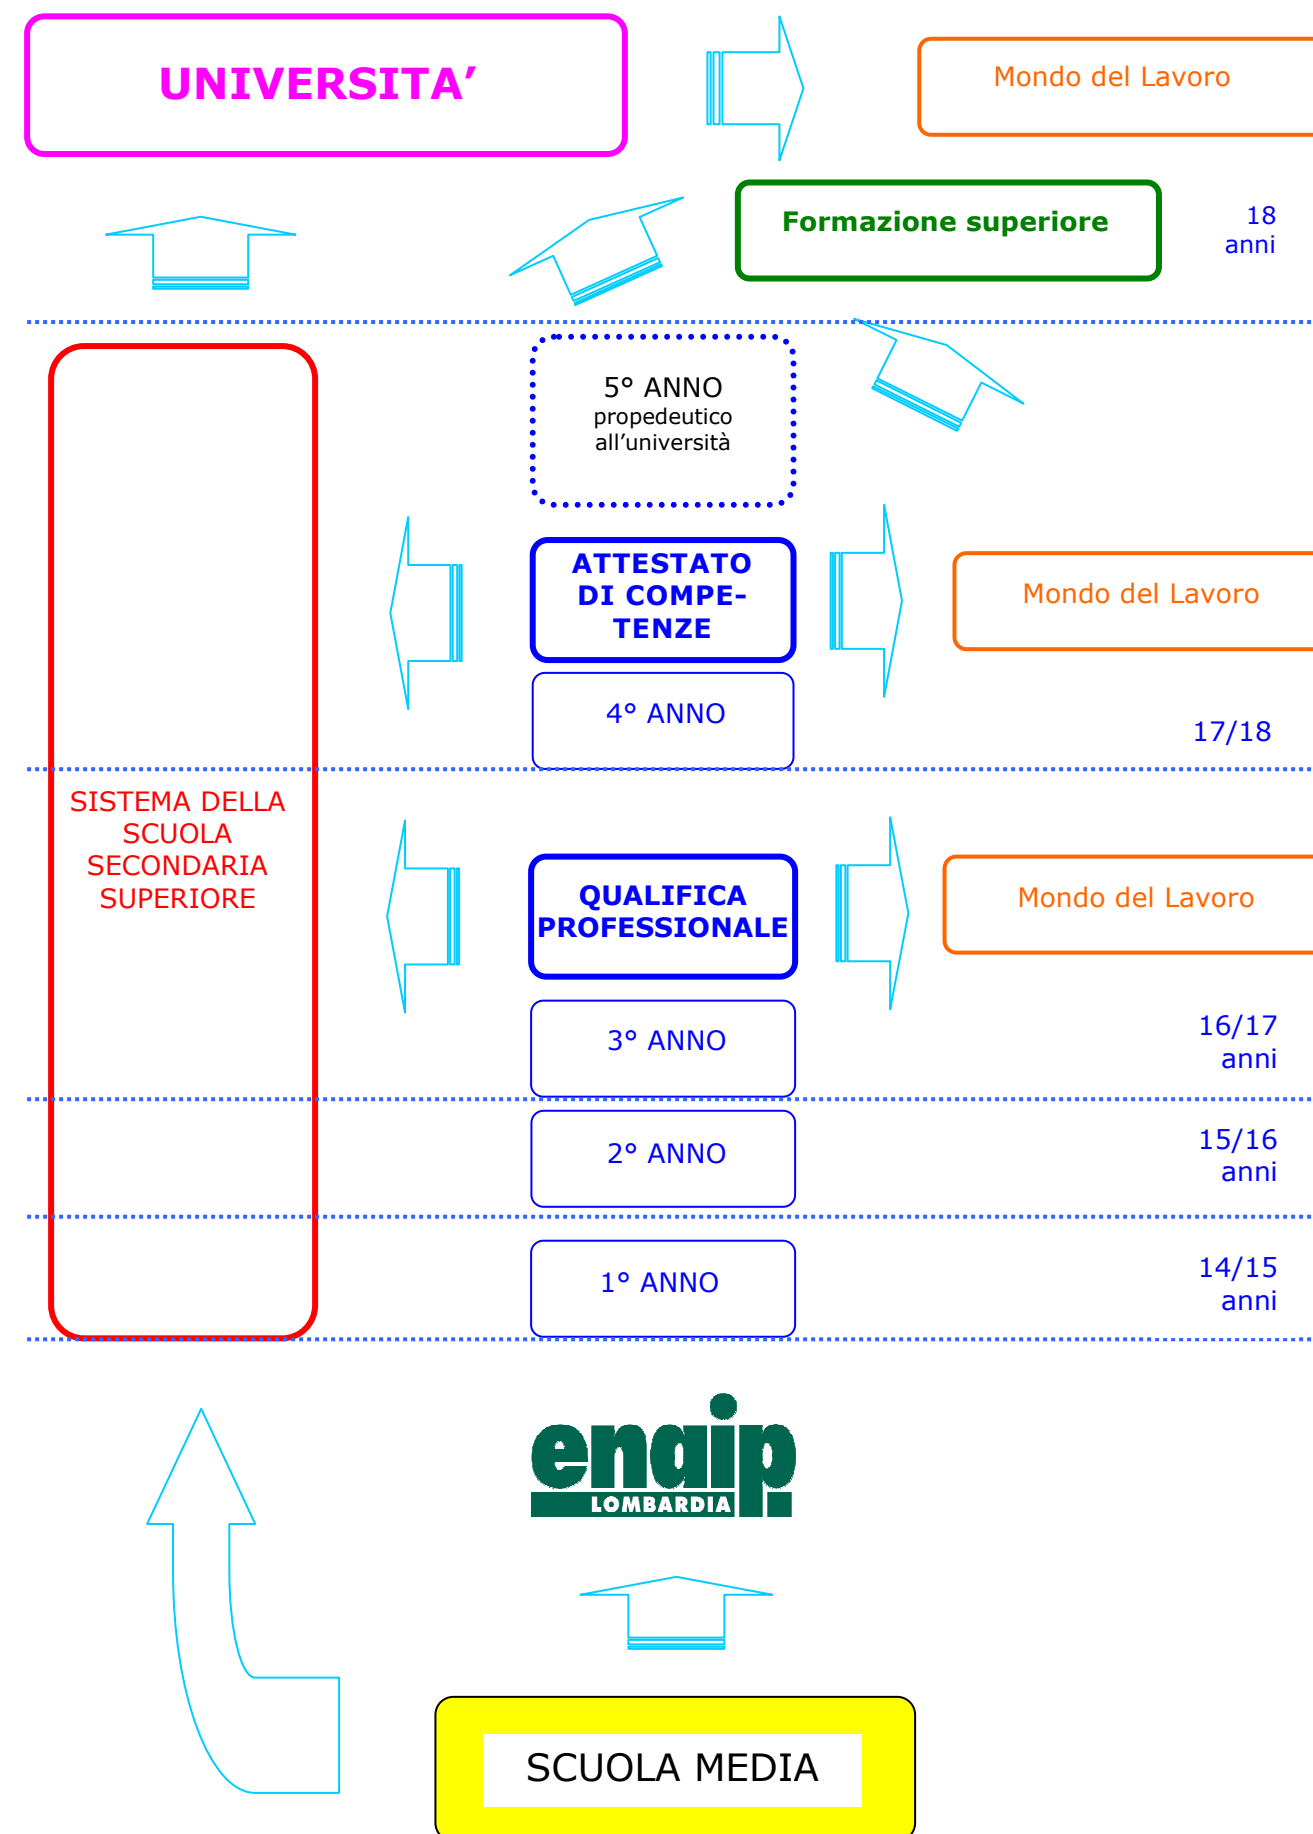 UNIVERSITA’
Mondo del Lavoro
Formazione superiore
18
anni
5° ANNO
propedeutico
all’università
ATTESTATO
DI COMPE-
TENZE
Mondo del Lavoro
4° ANNO
17/18
SISTEMA DELLA
SCUOLA
SECONDARIA
SUPERIORE
QUALIFICA
PROFESSIONALE
Mondo del Lavoro
3° ANNO
16/17
anni
2° ANNO
15/16
anni
1° ANNO
14/15
anni
enaip
LOMBARDIA
SCUOLA MEDIA